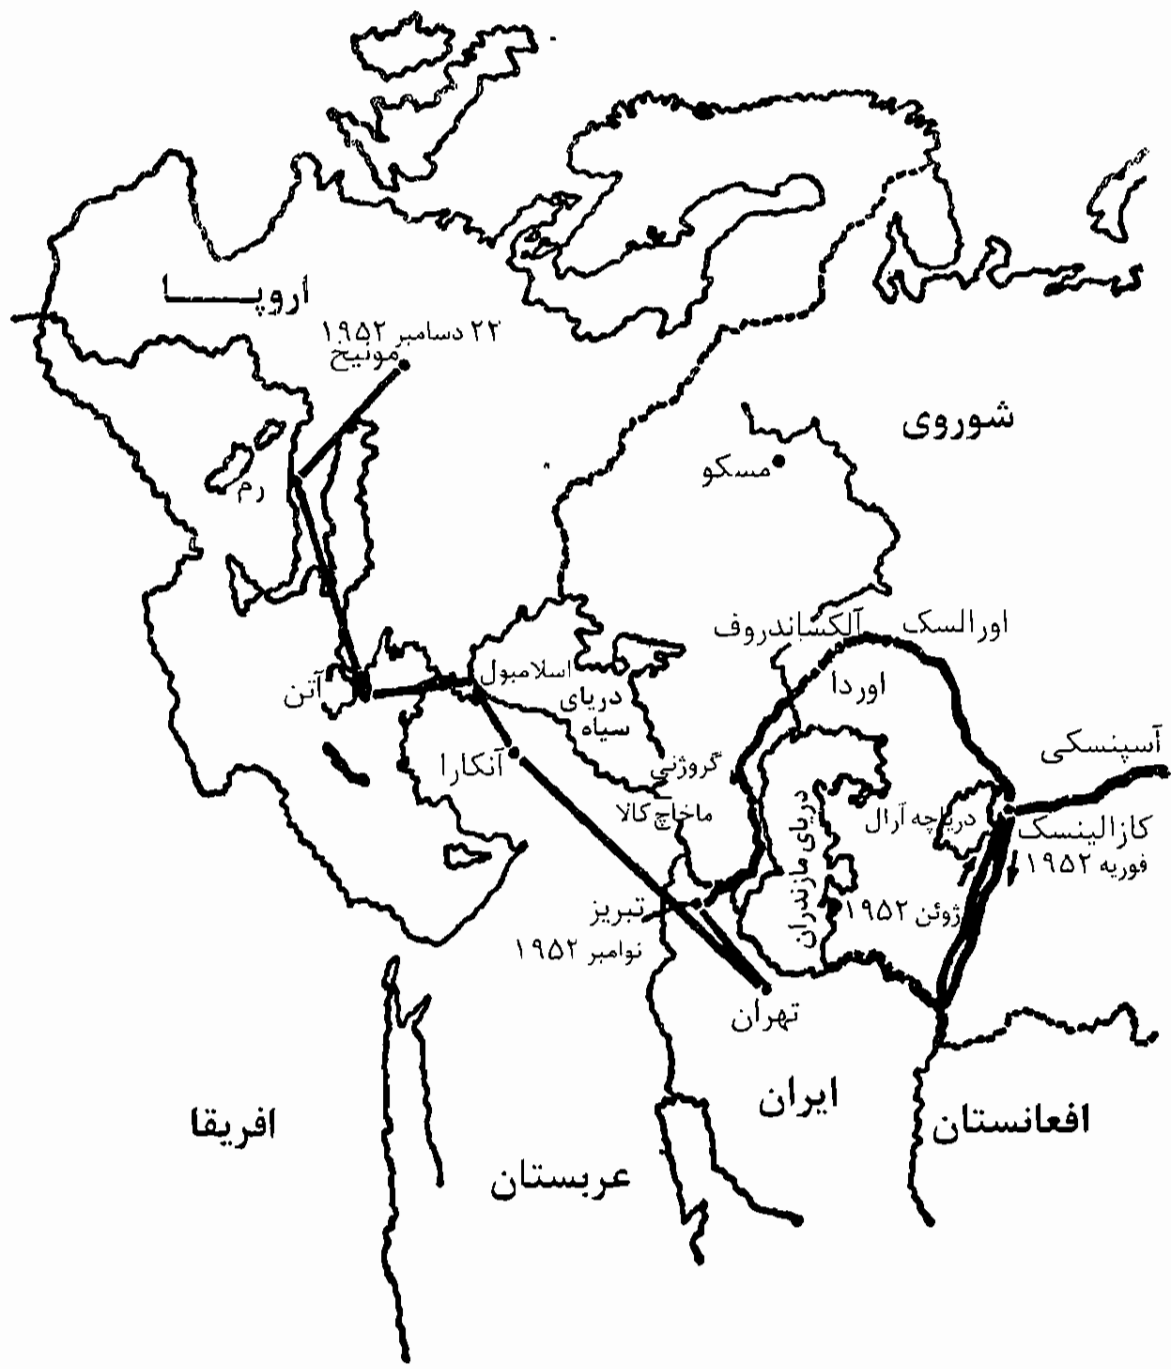 اروپا
۲۲ دسامبر ۱۹۵۲
مونیخ
شوروی
مسکو
رم
آلکساندروف
اورالسک
اسلامبول
آتن
دریای
سیاه
اوردا
آنکارا
گروژنی
آسپنسکی
ماخاچ کالا
دریای مازندران
دریاچه آرال
کازالینسک
فوریه ۱۹۵۲
تبریز
ژوئن ۱۹۵۲
نوامبر ۱۹۵۲
تهران
ایران
افعانستان
افریقا
عربستان